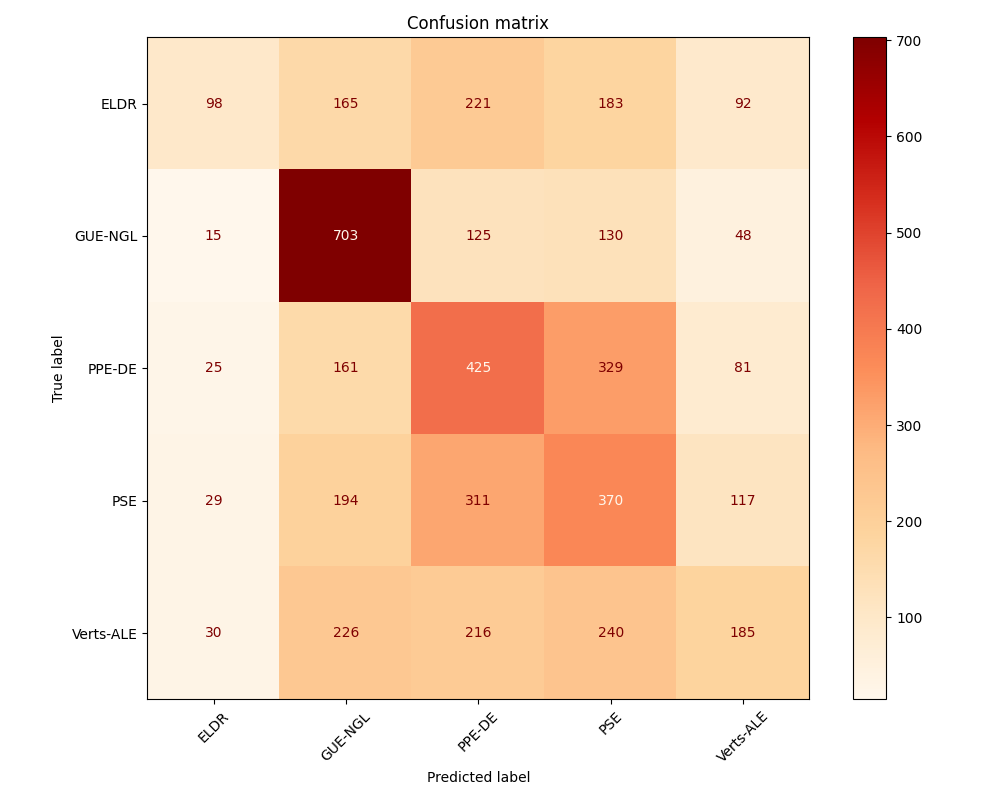 Confusion matrix
ELDR 98 165 221 183 92 700
600
GUE-NGL 15 703 125 130 48
500
400
PPE-DE 25 161 425 329 81
300
PSE 29 194 311 370 117
200
100
Verts-ALE 30 226 216 240 185
True label
ELDR GUE-NGL PPE-DE PSE Verts-ALE
Predicted label